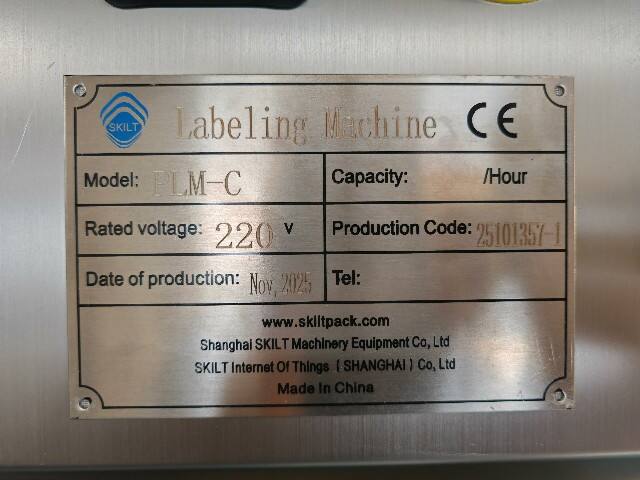 SKILT
Labeling Machine CE
Model: PLM-C
Capacity: /Hour
Rated voltage: 220 V
Production Code: 25101357-1
Date of production: Nov,2025
Tel:
www.skiltpack.com
Shanghai SKILT Machinery Equipment Co, Ltd
SKILT Internet Of Things ( SHANGHAI ) Co, Ltd
Made In China